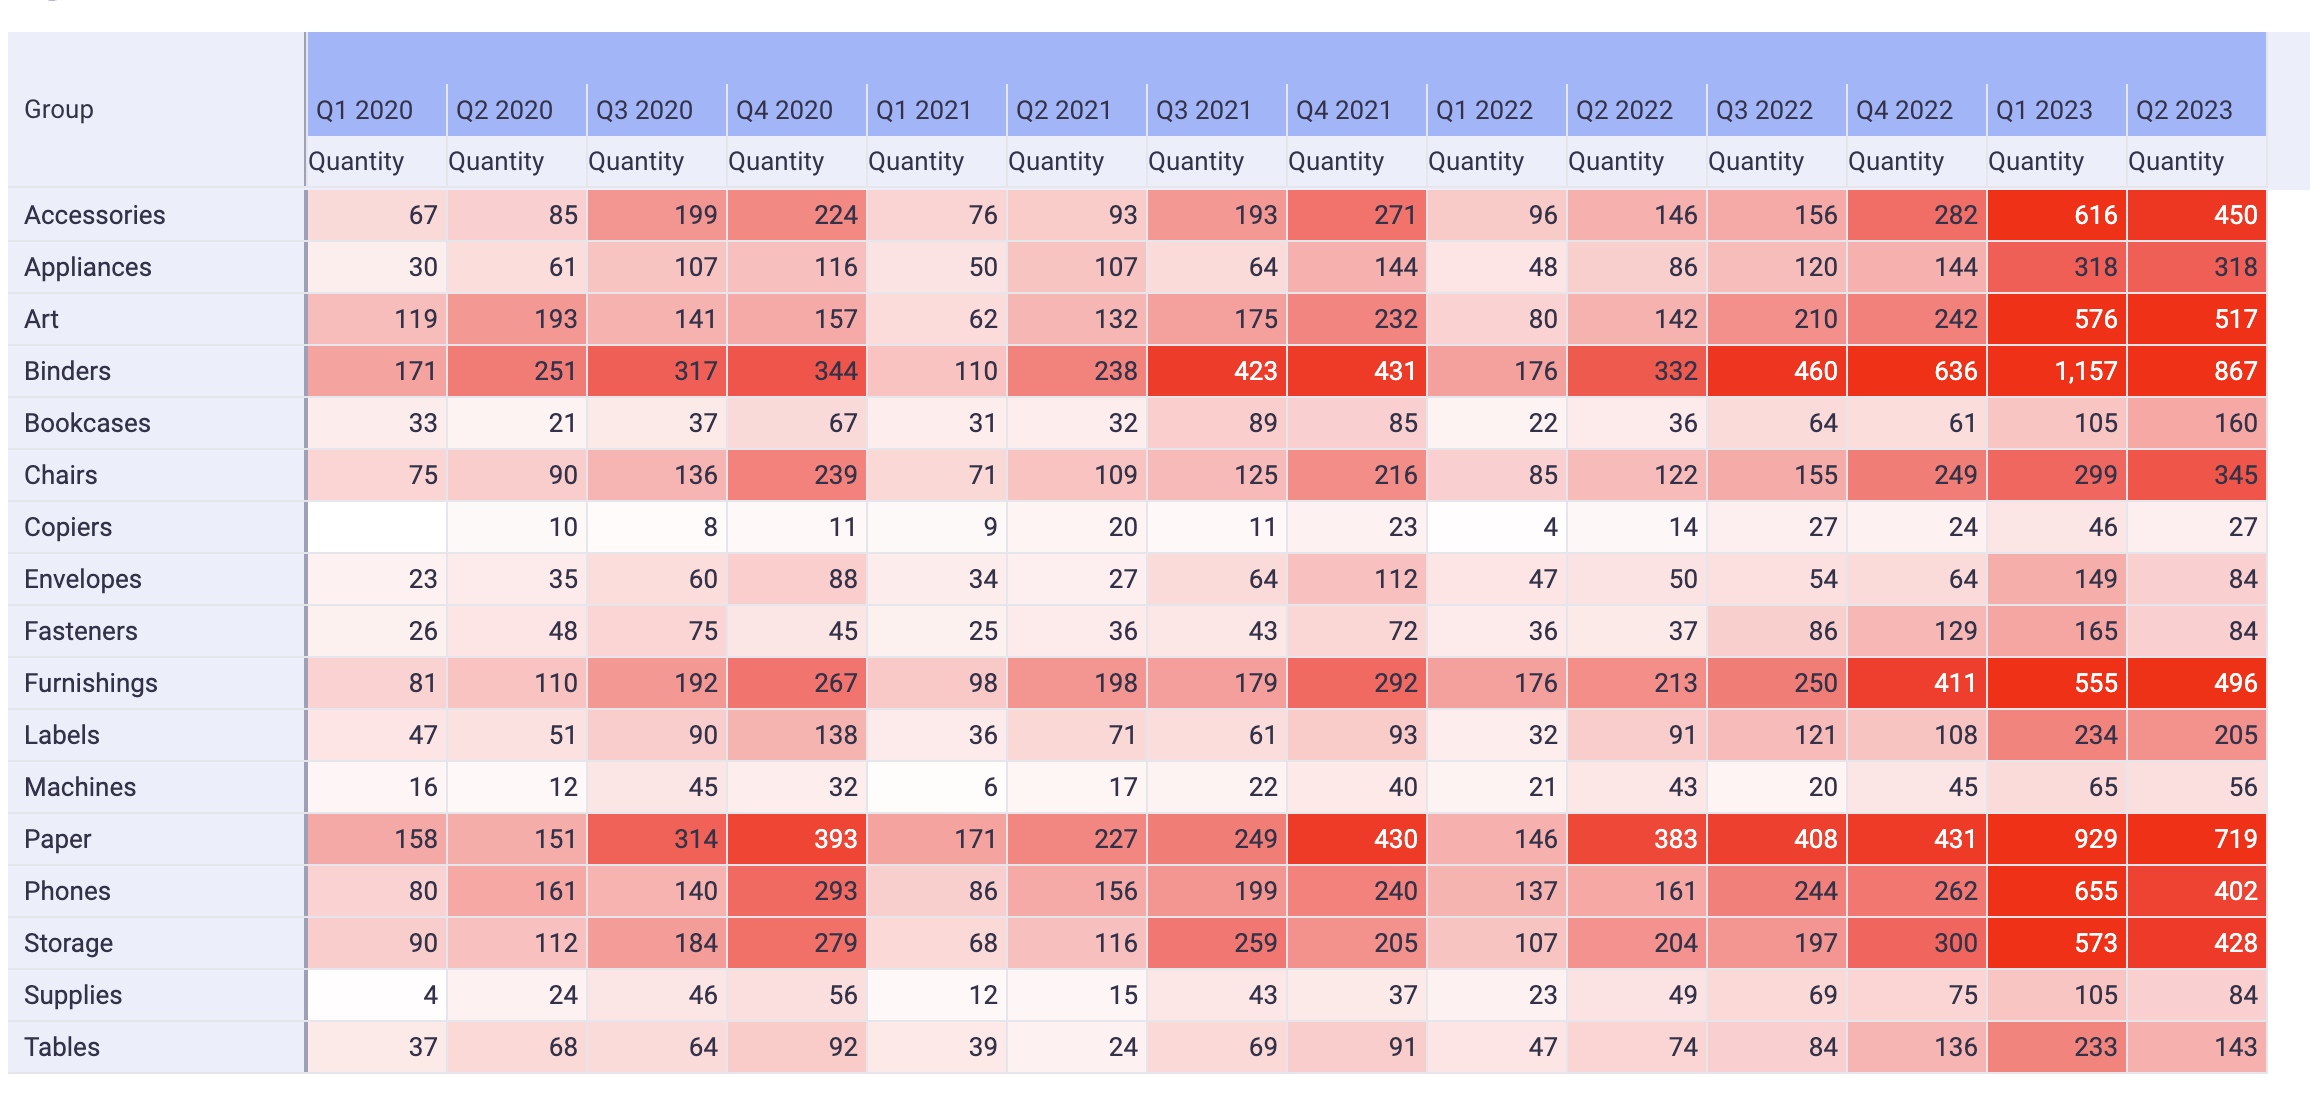 Group Q1 2020 Q2 2020 Q3 2020 Q4 2020 Q1 2021 Q2 2021 Q3 2021 Q4 2021 Q1 2022 Q2 2022 Q3 2022 Q4 2022 Q1 2023 Q2 2023
Quantity Quantity Quantity Quantity Quantity Quantity Quantity Quantity Quantity Quantity Quantity Quantity Quantity Quantity
Accessories 67 85 199 224 76 93 193 271 96 146 156 282 616 450
Appliances 30 61 107 116 50 107 64 144 48 86 120 144 318 318
Art 119 193 141 157 62 132 175 232 80 142 210 242 576 517
Binders 171 251 317 344 110 238 423 431 176 332 460 636 1,157 867
Bookcases 33 21 37 67 31 32 89 85 22 36 64 61 105 160
Chairs 75 90 136 239 71 109 125 216 85 122 155 249 299 345
Copiers 10 8 11 9 20 11 23 4 14 27 24 46 27
Envelopes 23 35 60 88 34 27 64 112 47 50 54 64 149 84
Fasteners 26 48 75 45 25 36 43 72 36 37 86 129 165 84
Furnishings 81 110 192 267 98 198 179 292 176 213 250 411 555 496
Labels 47 51 90 138 36 71 61 93 32 91 121 108 234 205
Machines 16 12 45 32 6 17 22 40 21 43 20 45 65 56
Paper 158 151 314 393 171 227 249 430 146 383 408 431 929 719
Phones 80 161 140 293 86 156 199 240 137 161 244 262 655 402
Storage 90 112 184 279 68 116 259 205 107 204 197 300 573 428
Supplies 4 24 46 56 12 15 43 37 23 49 69 75 105 84
Tables 37 68 64 92 39 24 69 91 47 74 84 136 233 143